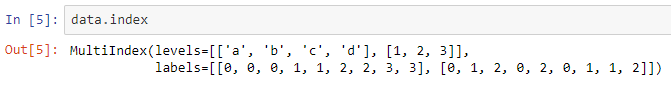 In [5]: data.index
Out[5]: MultiIndex(levels=[['a', 'b', 'c', 'd'], [1, 2, 3]],
labels=[[0, 0, 0, 1, 1, 2, 2, 3, 3], [0, 1, 2, 0, 2, 0, 1, 1, 2]])